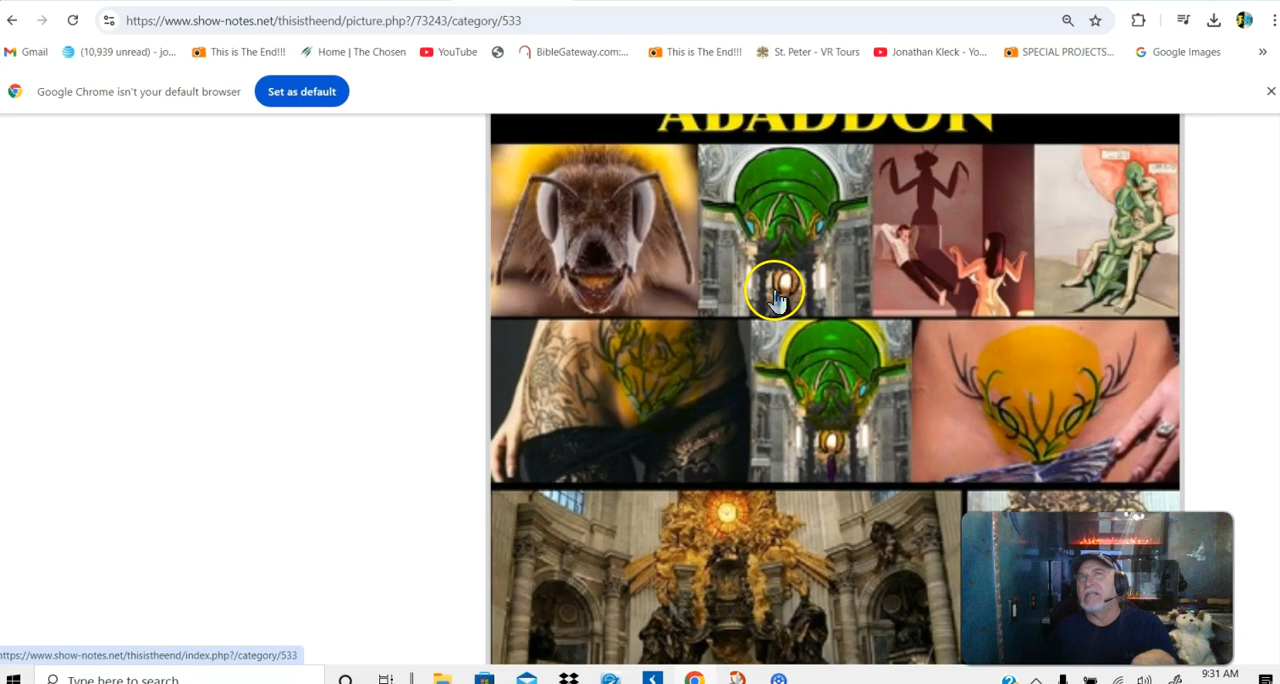 https://www.show-notes.net/thisistheend/picture.php?/73243/category/533
Gmail
(10,939 unread) - jo...
This is The End!!!
Home | The Chosen
YouTube
BibleGateway.com:...
This is The End!!!
St. Peter - VR Tours
Jonathan Kleck - Yo...
SPECIAL PROJECTS...
Google Images
Google Chrome isn't your default browser
Set as default
ABADDON
https://www.show-notes.net/thisistheend/index.php?/category/533
Type here to search
9:31 AM